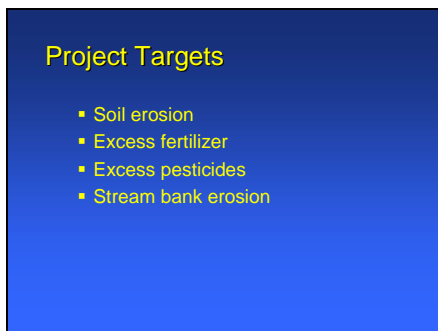 Project Targets
▪ Soil erosion
▪ Excess fertilizer
▪ Excess pesticides
▪ Stream bank erosion